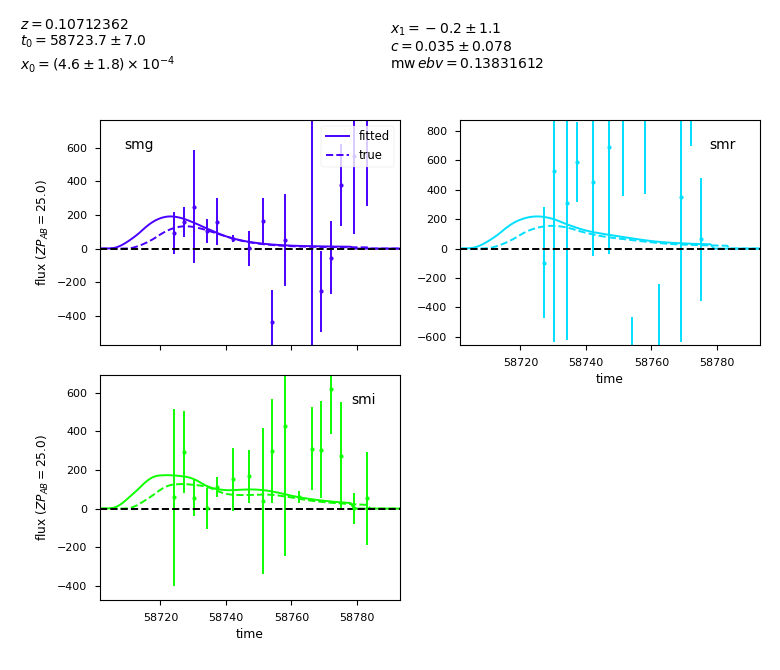 z = 0.10712362
t₀ = 58723.7 ± 7.0
x₀ = (4.6 ± 1.8) × 10⁻⁴
x₁ = −0.2 ± 1.1
c = 0.035 ± 0.078
mw ebv = 0.13831612
smg
fitted
true
600
400
200
0
−200
−400
flux (ZP_AB = 25.0)
smr
800
600
400
200
0
−200
−400
−600
58720 58740 58760 58780
time
smi
600
400
200
0
−200
−400
flux (ZP_AB = 25.0)
58720 58740 58760 58780
time